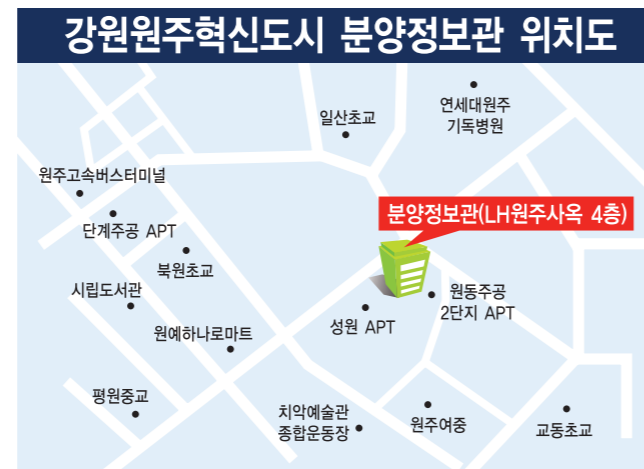 강원원주혁신도시 분양정보관 위치도
연세대원주
기독병원
일산초교
원주고속버스터미널
단계주공 APT
분양정보관(LH원주사옥 4층)
북원초교
시립도서관
원동주공
2단지 APT
성원 APT
원예하나로마트
평원중교
치악예술관
종합운동장
원주여중
교동초교